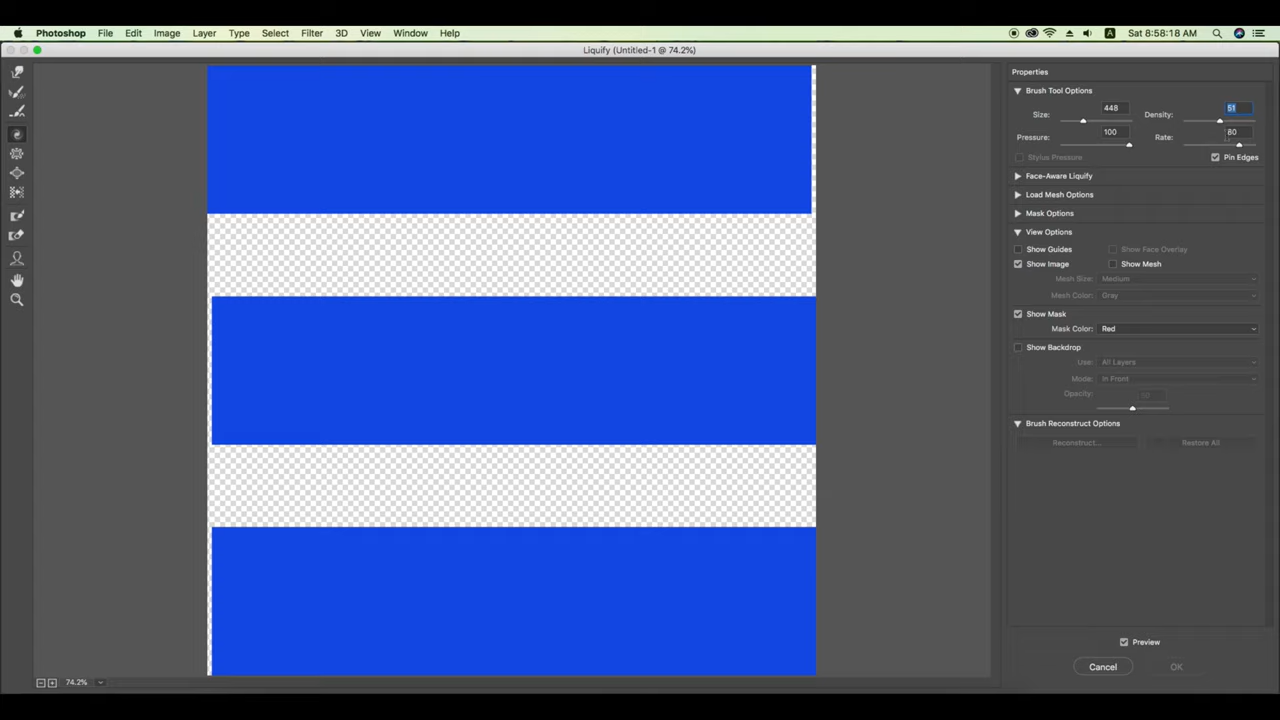 Photoshop File Edit Image Layer Type Select Filter 3D View Window Help
A Sat 8:58:18 AM
Liquify (Untitled-1 @ 74.2%)
Properties
Brush Tool Options
Size: 448 Density: 51
Pressure: 100 Rate: 80
Stylus Pressure Pin Edges
Face-Aware Liquify
Load Mesh Options
Mask Options
View Options
Show Guides Show Face Overlay
Show Image Show Mesh
Mesh Size: Medium
Mesh Color: Gray
Show Mask
Mask Color: Red
Show Backdrop
Use: All Layers
Mode: In Front
Opacity:
Brush Reconstruct Options
Reconstruct... Restore All
Preview
Cancel OK
74.2%